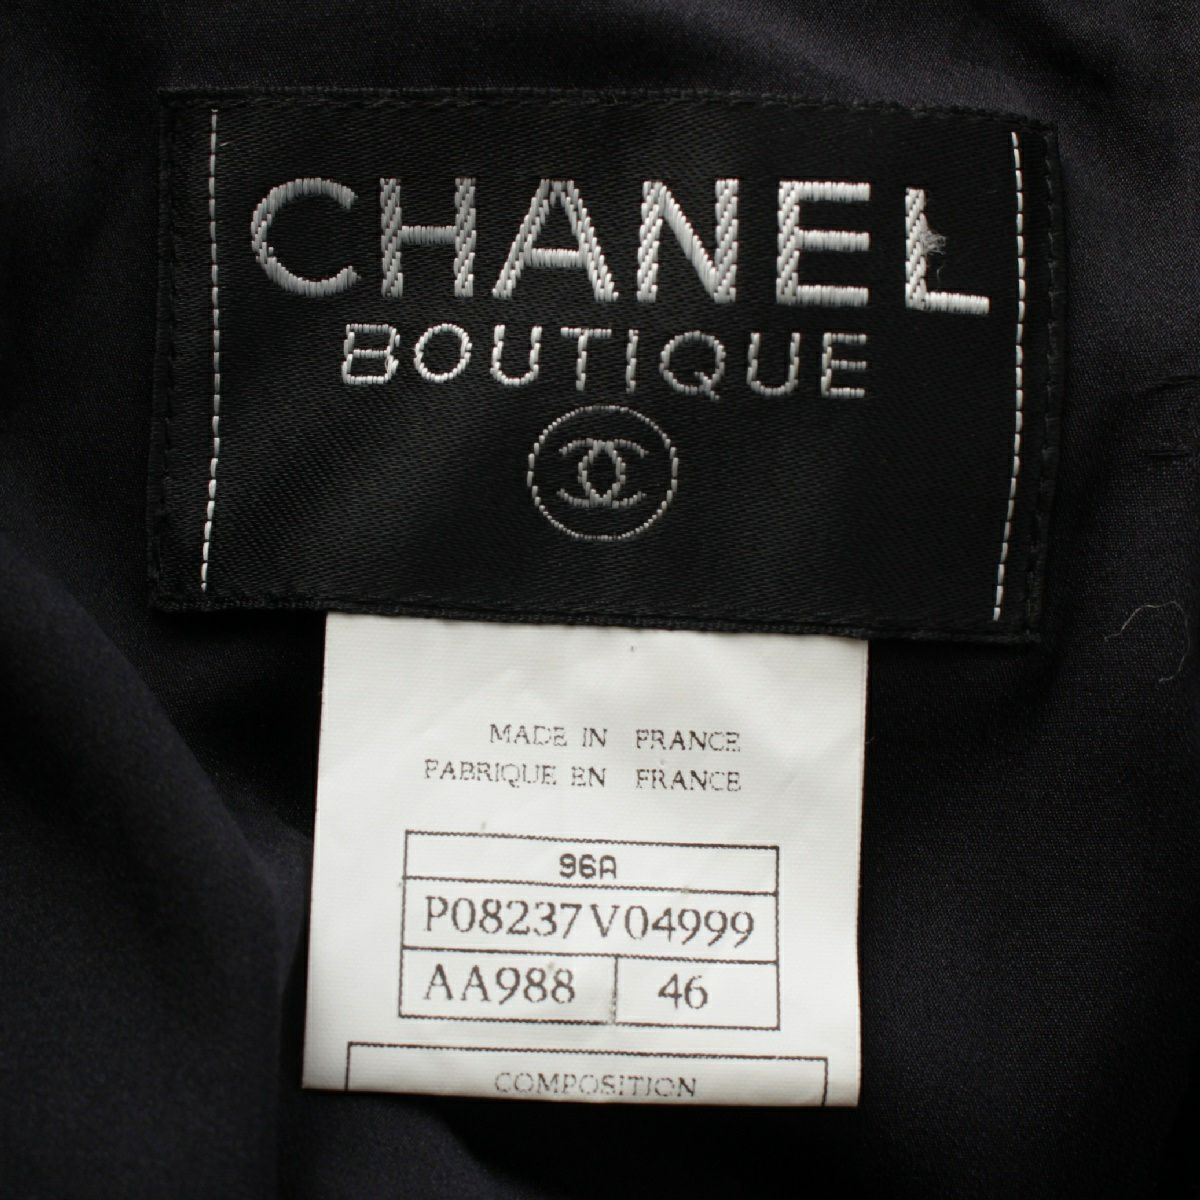 CHANEL
BOUTIQUE
MADE IN FRANCE
FABRIQUE EN FRANCE
96A
P08237V04999
AA988 46
COMPOSITION